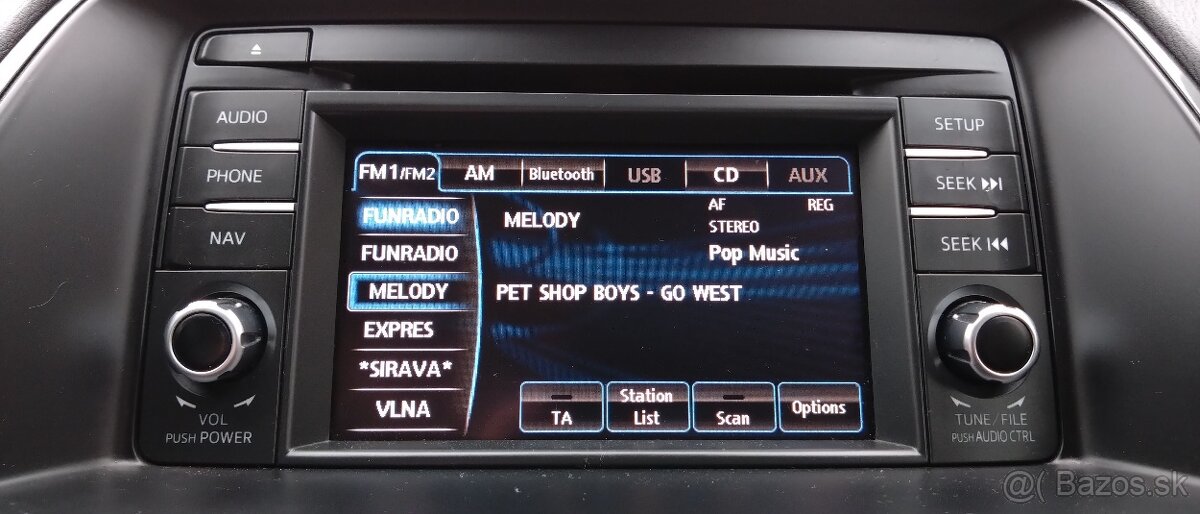 AUDIO
PHONE
NAV
VOL
PUSH POWER
FM1/FM2 AM Bluetooth USB CD AUX
FUNRADIO
FUNRADIO
MELODY
EXPRES
*SIRAVA*
VLNA
MELODY
AF REG
STEREO
Pop Music
PET SHOP BOYS - GO WEST
TA
Station
List
Scan
Options
SETUP
SEEK
SEEK
TUNE/FILE
PUSH AUDIO CTRL
@( Bazos.sk